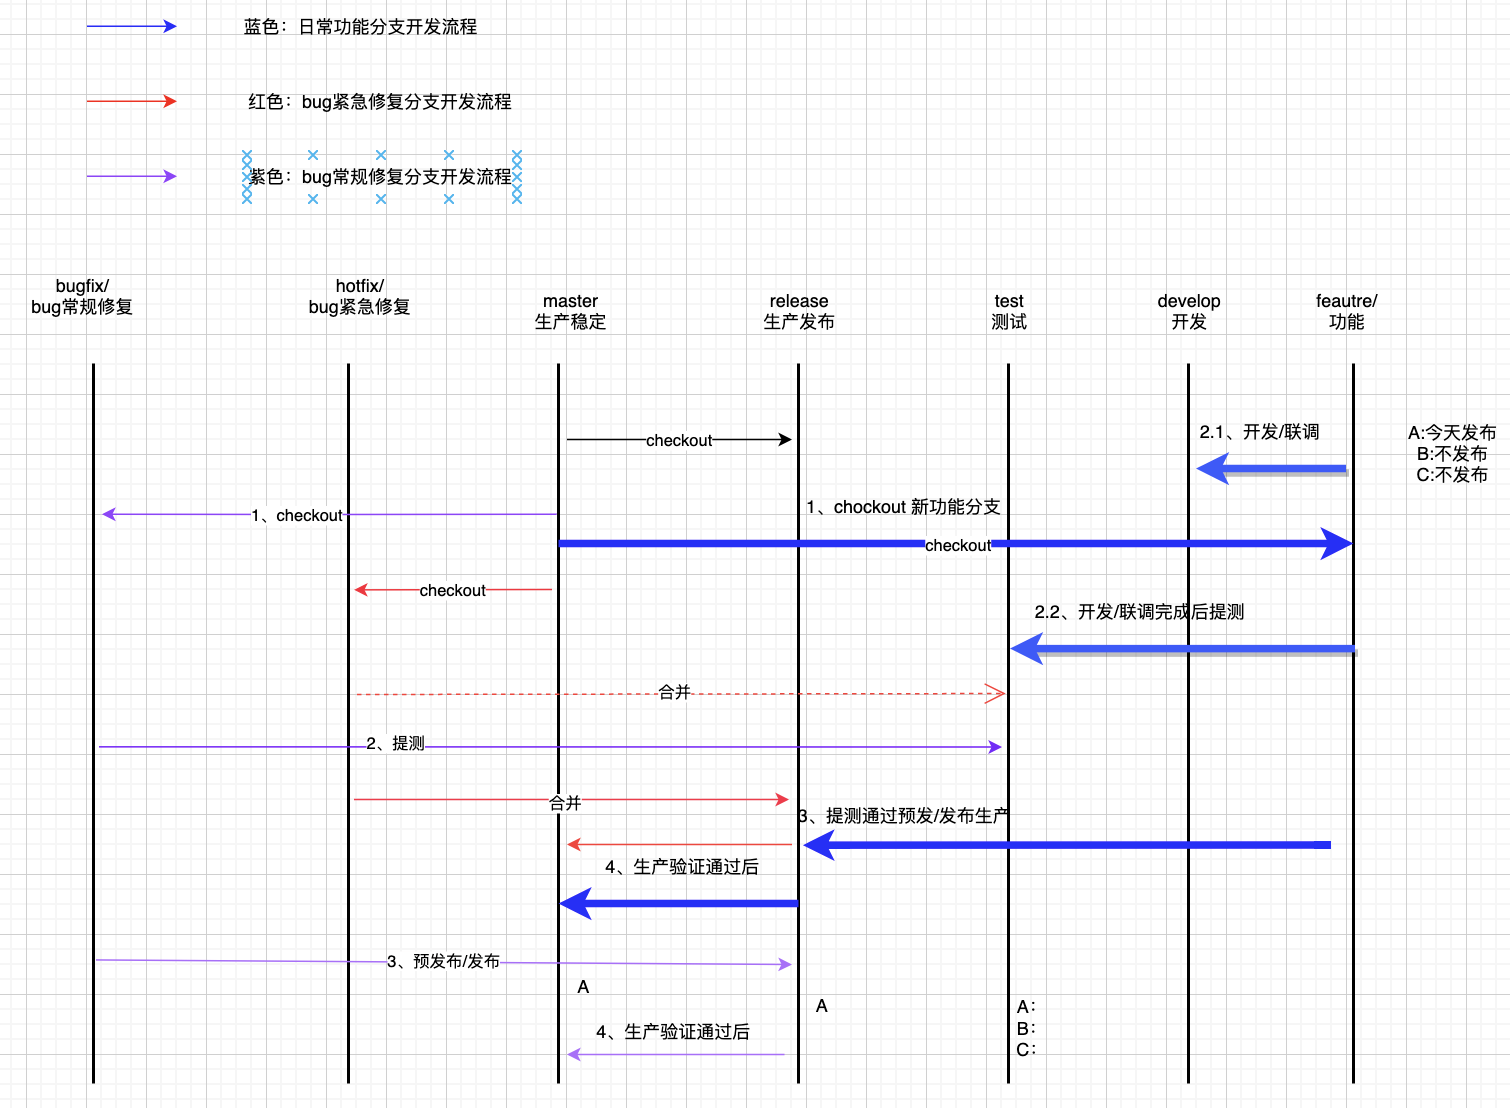 蓝色：日常功能分支开发流程
红色：bug紧急修复分支开发流程
紫色：bug常规修复分支开发流程
bugfix/
bug常规修复
hotfix/
bug紧急修复
master
生产稳定
release
生产发布
test
测试
develop
开发
feautre/
功能
checkout
2.1、开发/联调
A:今天发布
B:不发布
C:不发布
1、checkout
1、chockout 新功能分支
checkout
checkout
2.2、开发/联调完成后提测
合并
2、提测
合并
3、提测通过预发/发布生产
4、生产验证通过后
3、预发布/发布
A
A
A：
B：
C：
4、生产验证通过后